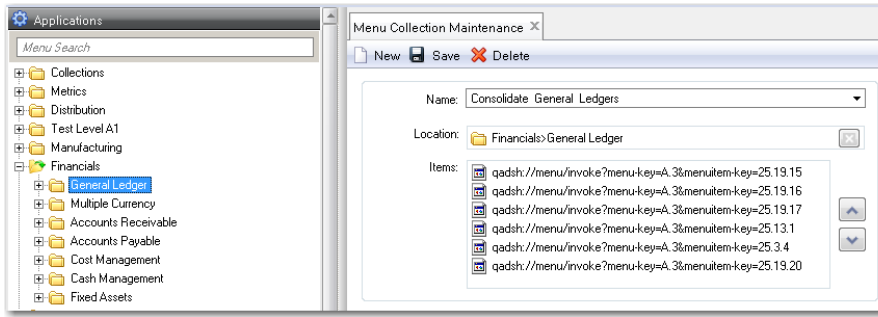 Applications
Menu Search
Collections
Metrics
Distribution
Test Level A1
Manufacturing
Financials
General Ledger
Multiple Currency
Accounts Receivable
Accounts Payable
Cost Management
Cash Management
Fixed Assets
Menu Collection Maintenance X
New Save Delete
Name: Consolidate General Ledgers
Location: Financials>General Ledger
Items: qadsh://menu/invoke?menu-key=A.3&menuitem-key=25.19.15
qadsh://menu/invoke?menu-key=A.3&menuitem-key=25.19.16
qadsh://menu/invoke?menu-key=A.3&menuitem-key=25.19.17
qadsh://menu/invoke?menu-key=A.3&menuitem-key=25.13.1
qadsh://menu/invoke?menu-key=A.3&menuitem-key=25.3.4
qadsh://menu/invoke?menu-key=A.3&menuitem-key=25.19.20